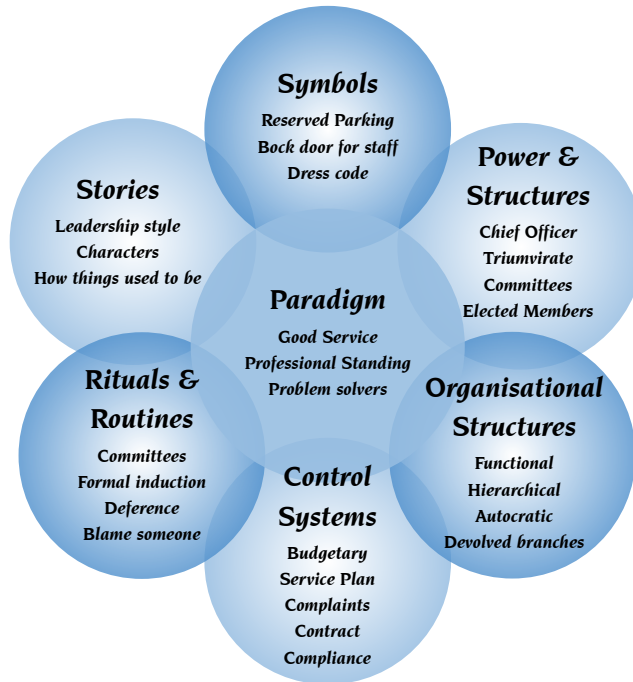 Symbols
Reserved Parking
Bock door for staff
Dress code
Power &
Structures
Chief Officer
Triumvirate
Committees
Elected Members
Stories
Leadership style
Characters
How things used to be
Paradigm
Good Service
Professional Standing
Problem solvers
Rituals &
Routines
Committees
Formal induction
Deference
Blame someone
Organisational
Structures
Functional
Hierarchical
Autocratic
Devolved branches
Control
Systems
Budgetary
Service Plan
Complaints
Contract
Compliance